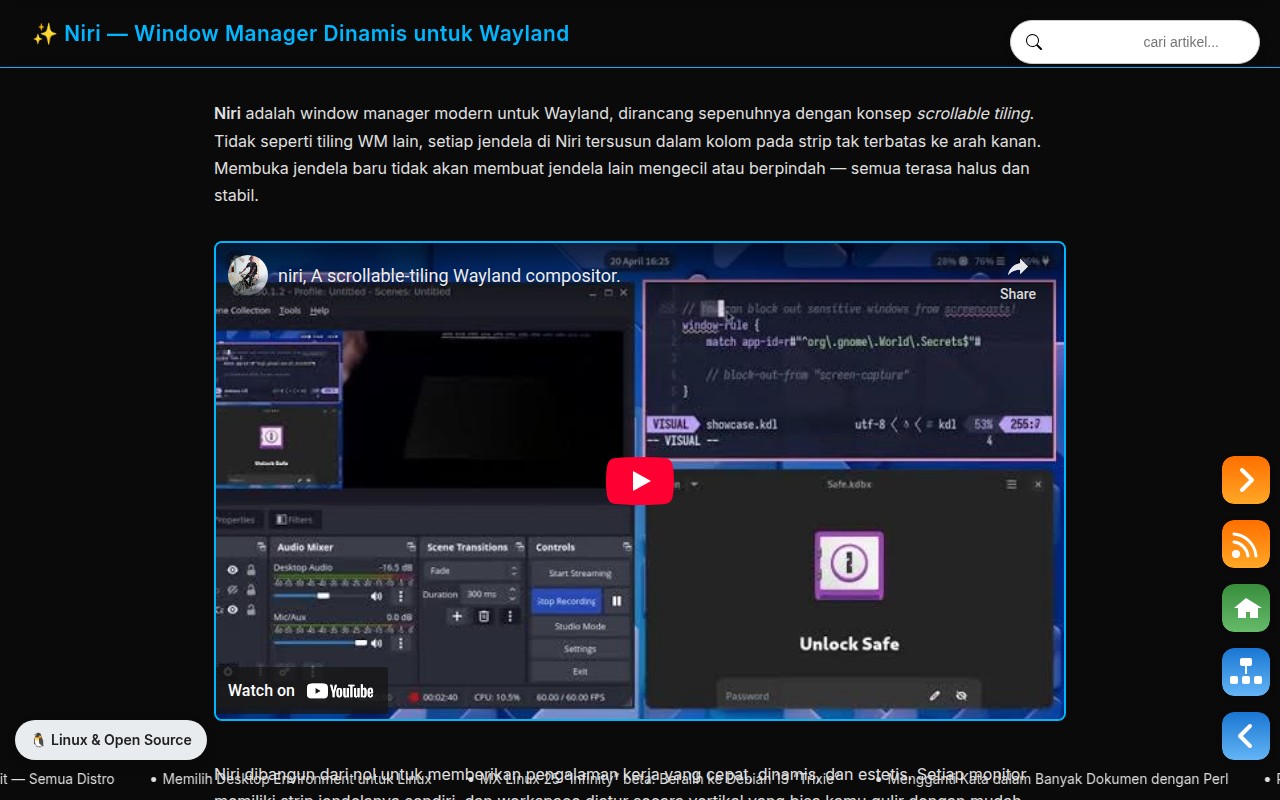 ✨ Niri — Window Manager Dinamis untuk Wayland
cari artikel...
Niri adalah window manager modern untuk Wayland, dirancang sepenuhnya dengan konsep scrollable tiling.
Tidak seperti tiling WM lain, setiap jendela di Niri tersusun dalam kolom pada strip tak terbatas ke arah kanan.
Membuka jendela baru tidak akan membuat jendela lain mengecil atau berpindah — semua terasa halus dan
stabil.
20 April 16:25
28%
76%
niri, A scrollable-tiling Wayland compositor.
Share
- Profile: Untitled - Scenes: Untitled
Tools
Help
// You can block out sensitive windows from screencasts!
window-rule {
match app-id=r#"^org\.gnome\.World\.Secrets$"#
// block-out-from "screen-capture"
}
VISUAL
showcase.kdl
utf-8
kdl
53%
-- VISUAL --
4
Unlock Safe
Safe.kdbx
Filters
Audio Mixer
Scene Transitions
Controls
Desktop Audio
-16.5 dB
Fade
Start Streaming
Duration
300 ms
Stop Recording
Mic/Aux
0.0 dB
Studio Mode
Settings
Exit
Unlock Safe
Password
00:02:40
CPU: 10.5%
60.00 / 60.00 FPS
Watch on YouTube
🐧 Linux & Open Source
Niri dibangun dari nol untuk memberikan pengalaman kerja yang cepat, dinamis, dan estetis. Setiap monitor
it — Semua Distro
• Memilih Desktop Environment untuk Linux
• MX Linux 25 "Infinity" beta: Beralih ke Debian 13 "Trixie"
• Mengganti Kata dalam Banyak Dokumen dengan Perl
memiliki strip jendelanya sendiri, dan workspace diatur secara vertikal yang bisa kamu gulir dengan mudah.